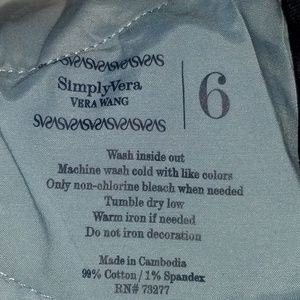 SimplyVera
VERA WANG
6
Wash inside out
Machine wash cold with like colors
Only non-chlorine bleach when needed
Tumble dry low
Warm iron if needed
Do not iron decoration
Made in Cambodia
99% Cotton / 1% Spandex
RN# 73277